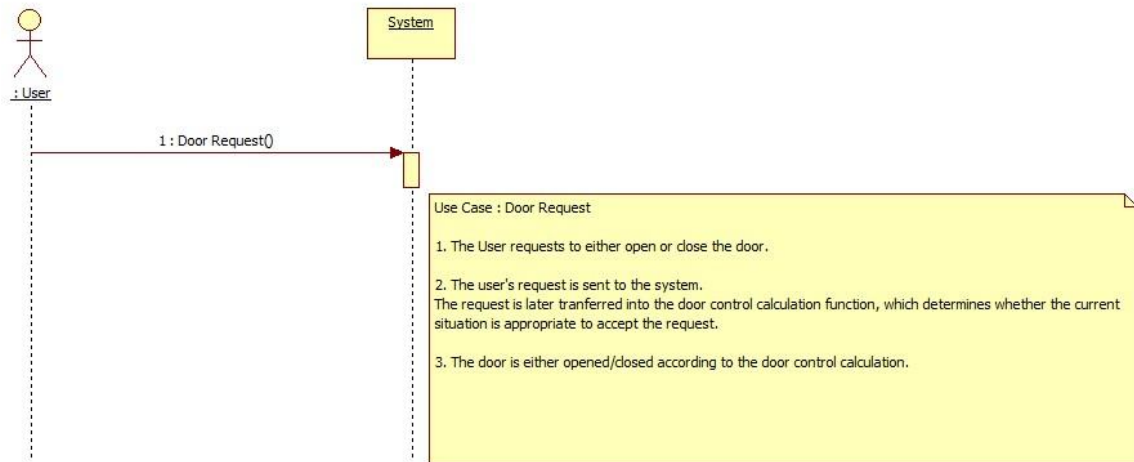 System
: User
1 : Door Request()
Use Case : Door Request
1. The User requests to either open or close the door.
2. The user's request is sent to the system.
The request is later tranferred into the door control calculation function, which determines whether the current
situation is appropriate to accept the request.
3. The door is either opened/closed according to the door control calculation.